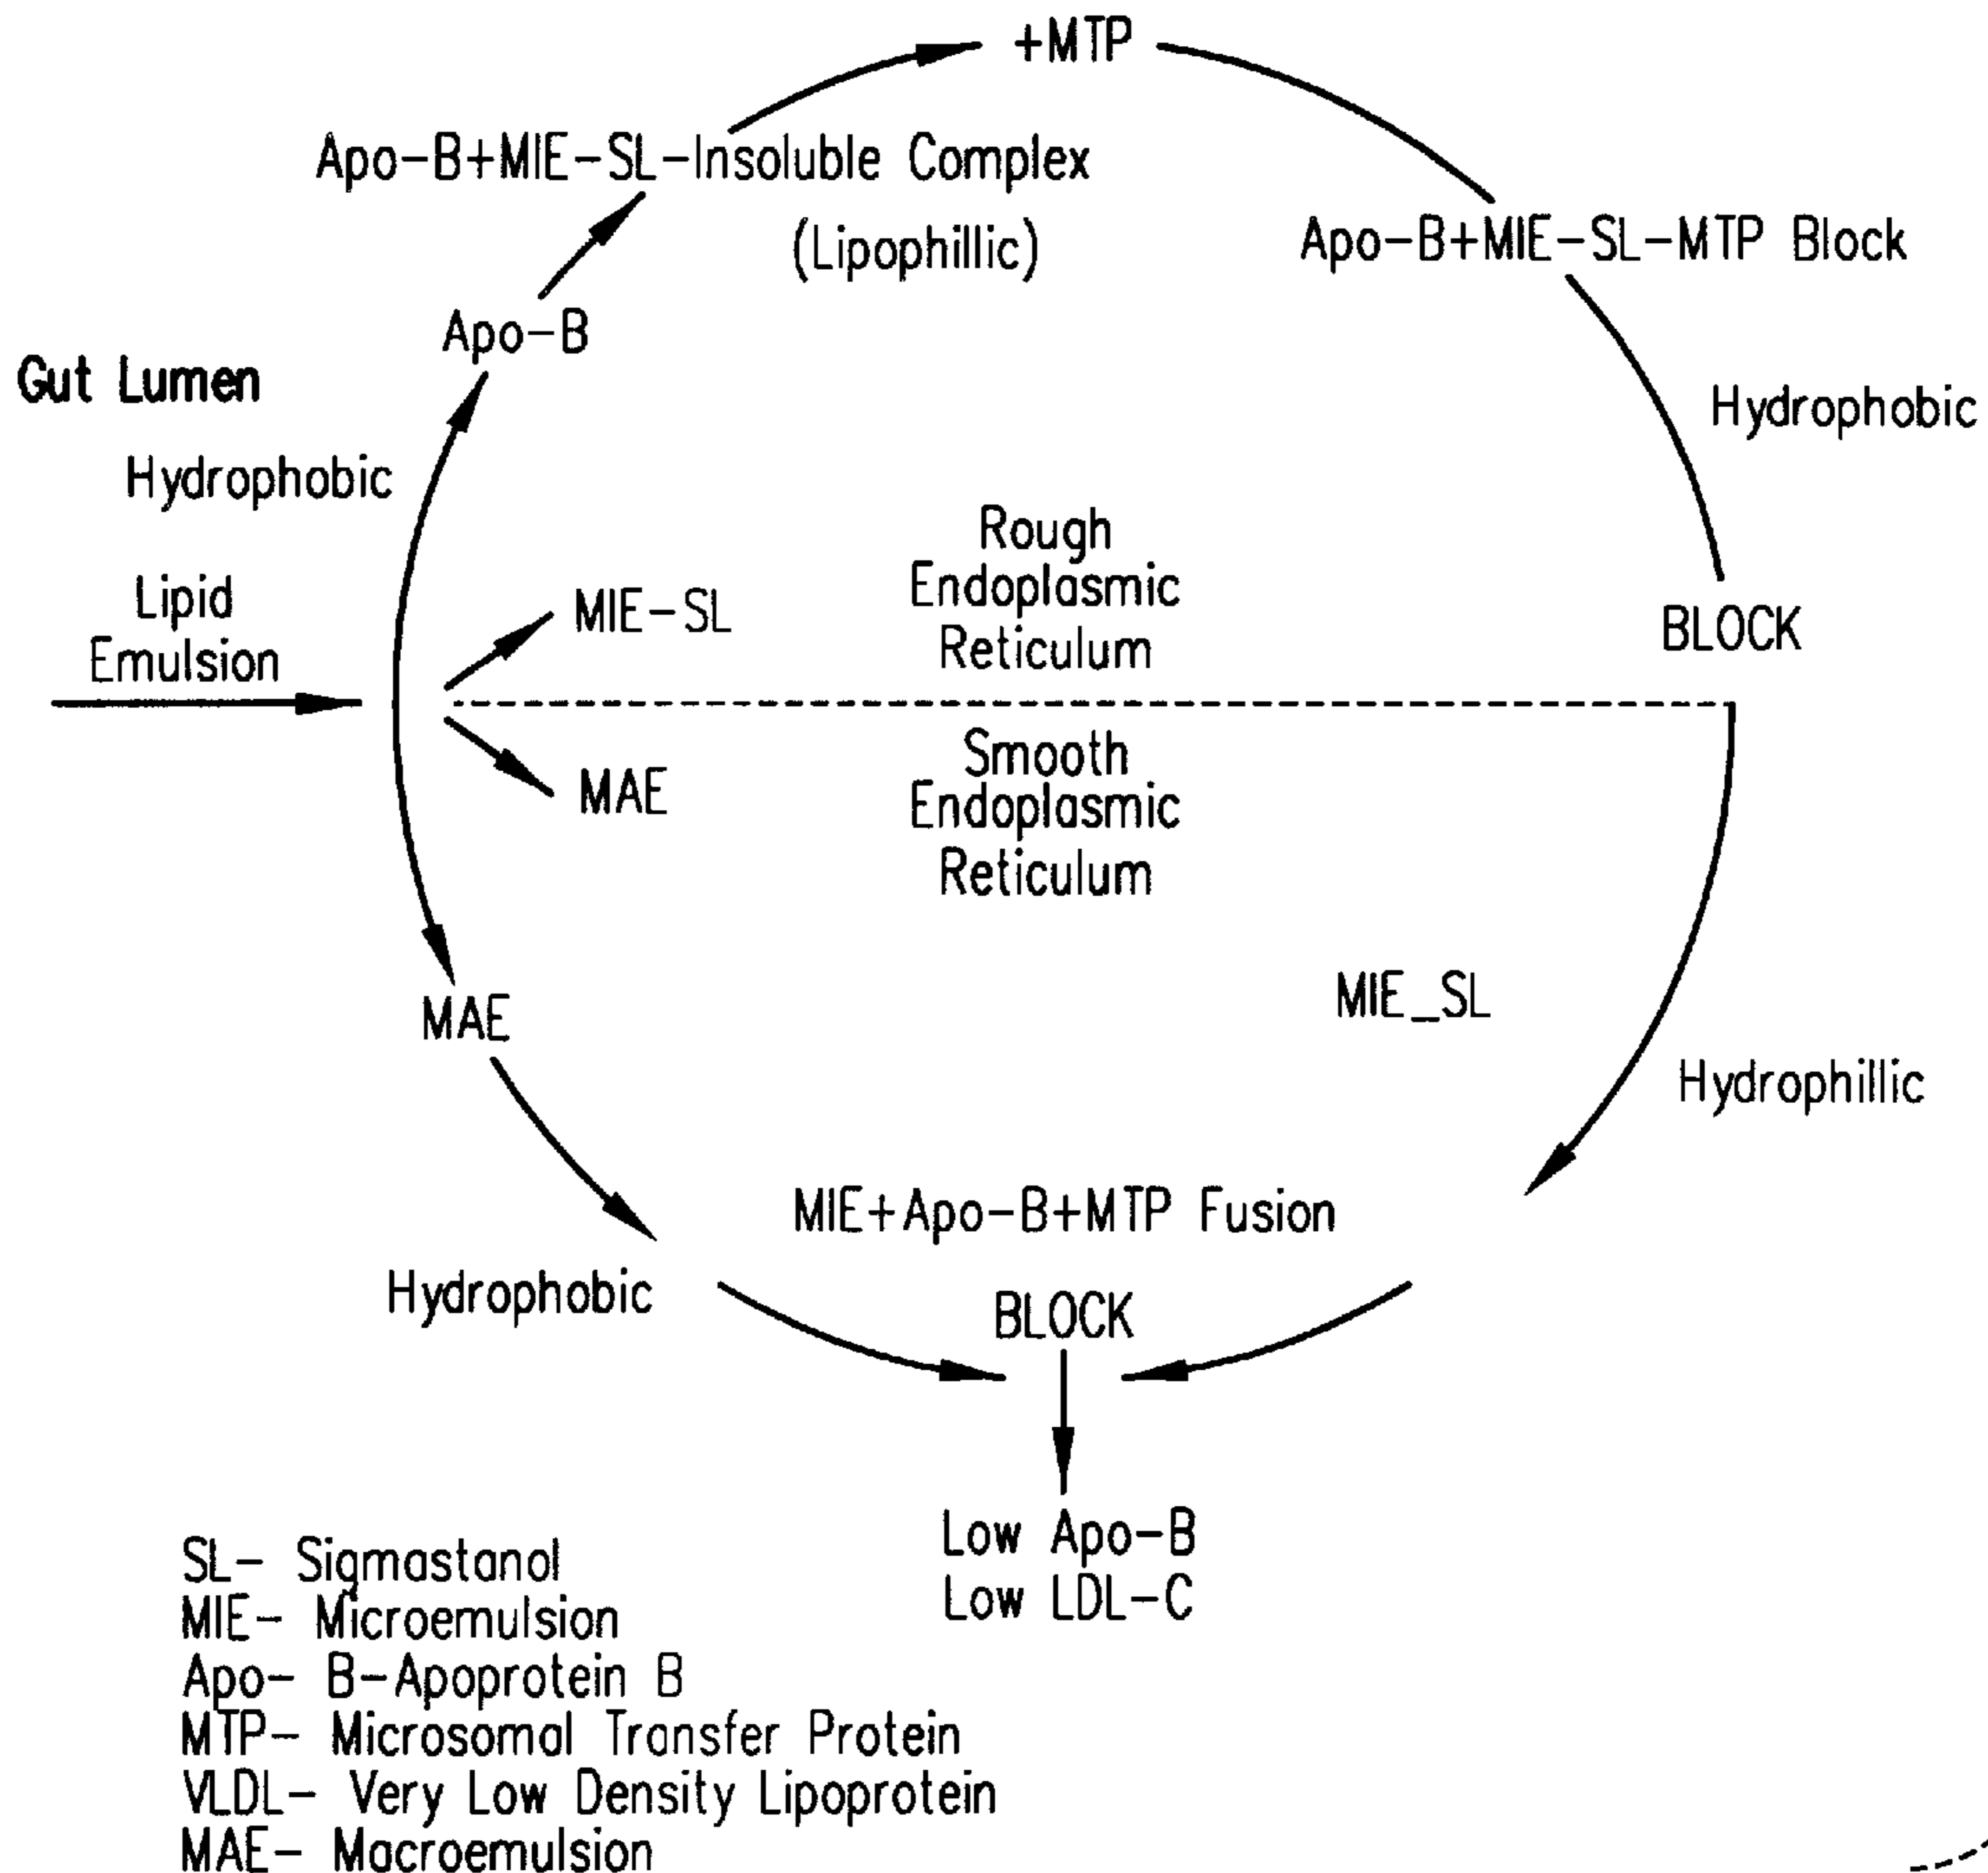 +MTP
Apo-B+MIE-SL-Insoluble Complex
(Lipophillic)
Apo-B+MIE-SL-MTP Block
Apo-B
Gut Lumen
Hydrophobic
Hydrophobic
Rough
Endoplasmic
Reticulum
Lipid
Emulsion
MIE-SL
BLOCK
Smooth
Endoplasmic
Reticulum
MAE
MAE
MIE_SL
Hydrophillic
MIE+Apo-B+MTP Fusion
Hydrophobic
BLOCK
Low Apo-B
Low LDL-C
SL- Sigmastanol
MIE- Microemulsion
Apo- B-Apoprotein B
MTP- Microsomal Transfer Protein
VLDL- Very Low Density Lipoprotein
MAE- Macroemulsion